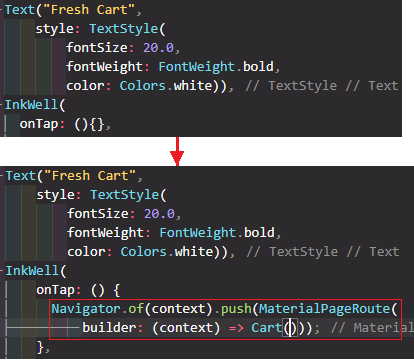 Text("Fresh Cart",
style: TextStyle(
fontSize: 20.0,
fontWeight: FontWeight.bold,
color: Colors.white)), // TextStyle // Text
InkWell(
onTap: (){},
Text("Fresh Cart",
style: TextStyle(
fontSize: 20.0,
fontWeight: FontWeight.bold,
color: Colors.white)), // TextStyle // Text
InkWell(
onTap: () {
Navigator.of(context).push(MaterialPageRoute(
builder: (context) => Cart())); // Material
},